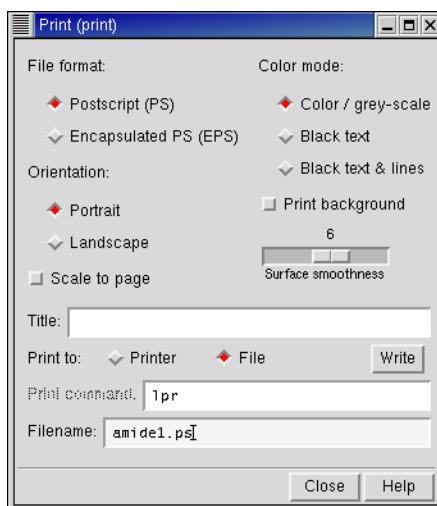 Print (print)
File format:
Postscript (PS)
Encapsulated PS (EPS)
Orientation:
Portrait
Landscape
Scale to page
Color mode:
Color / grey-scale
Black text
Black text & lines
Print background
6
Surface smoothness
Title:
Print to: Printer File Write
Print command: lpr
Filename: amide1.ps
Close Help